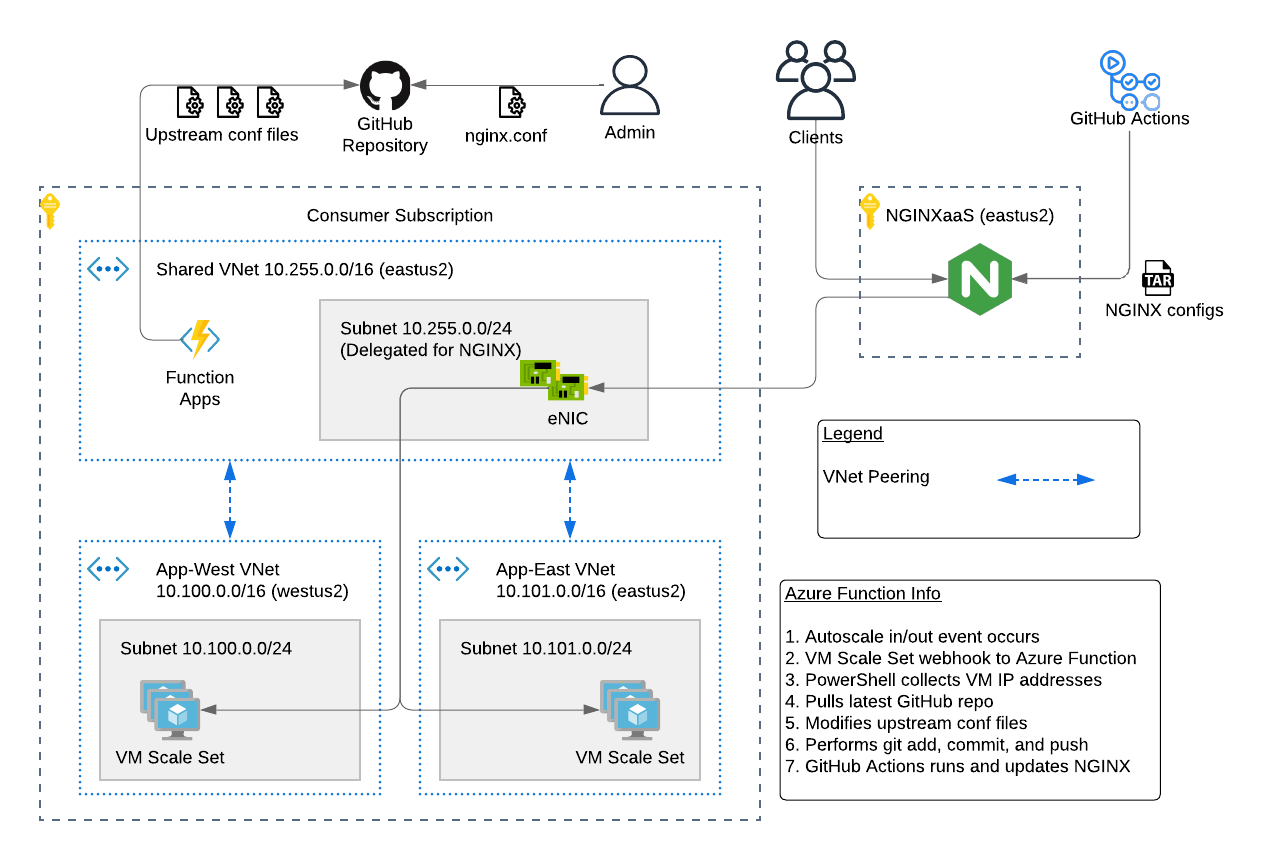 Upstream conf files
GitHub
Repository
nginx.conf
Admin
Clients
GitHub Actions
Consumer Subscription
NGINXaaS (eastus2)
N
TAR
NGINX configs
Shared VNet 10.255.0.0/16 (eastus2)
Subnet 10.255.0.0/24
(Delegated for NGINX)
eNIC
Function
Apps
Legend
VNet Peering
App-West VNet
10.100.0.0/16 (westus2)
Subnet 10.100.0.0/24
VM Scale Set
App-East VNet
10.101.0.0/16 (eastus2)
Subnet 10.101.0.0/24
VM Scale Set
Azure Function Info
1. Autoscale in/out event occurs
2. VM Scale Set webhook to Azure Function
3. PowerShell collects VM IP addresses
4. Pulls latest GitHub repo
5. Modifies upstream conf files
6. Performs git add, commit, and push
7. GitHub Actions runs and updates NGINX